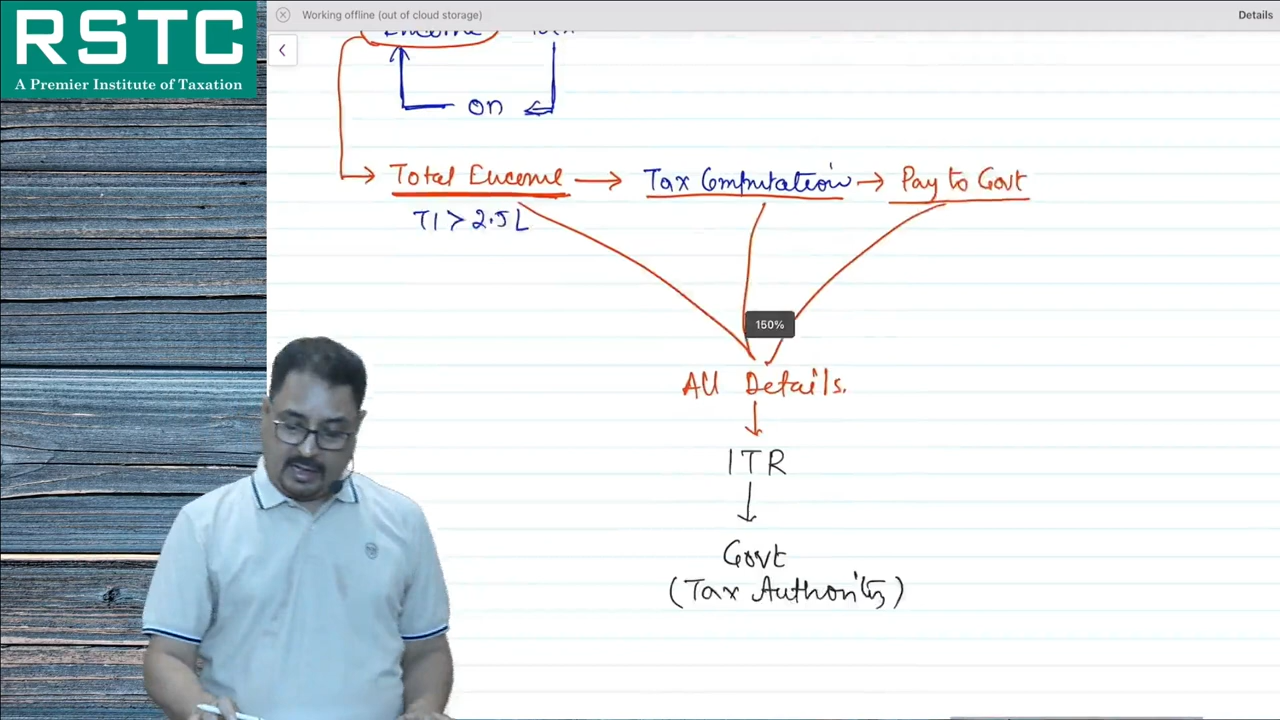 RSTC
A Premier Institute of Taxation
Working offline (out of cloud storage)
Details
on
Total Income → Tax Computation → Pay to Govt
TI > 2.5L
150%
All Details.
↓
ITR
↓
Govt
(Tax Authority)